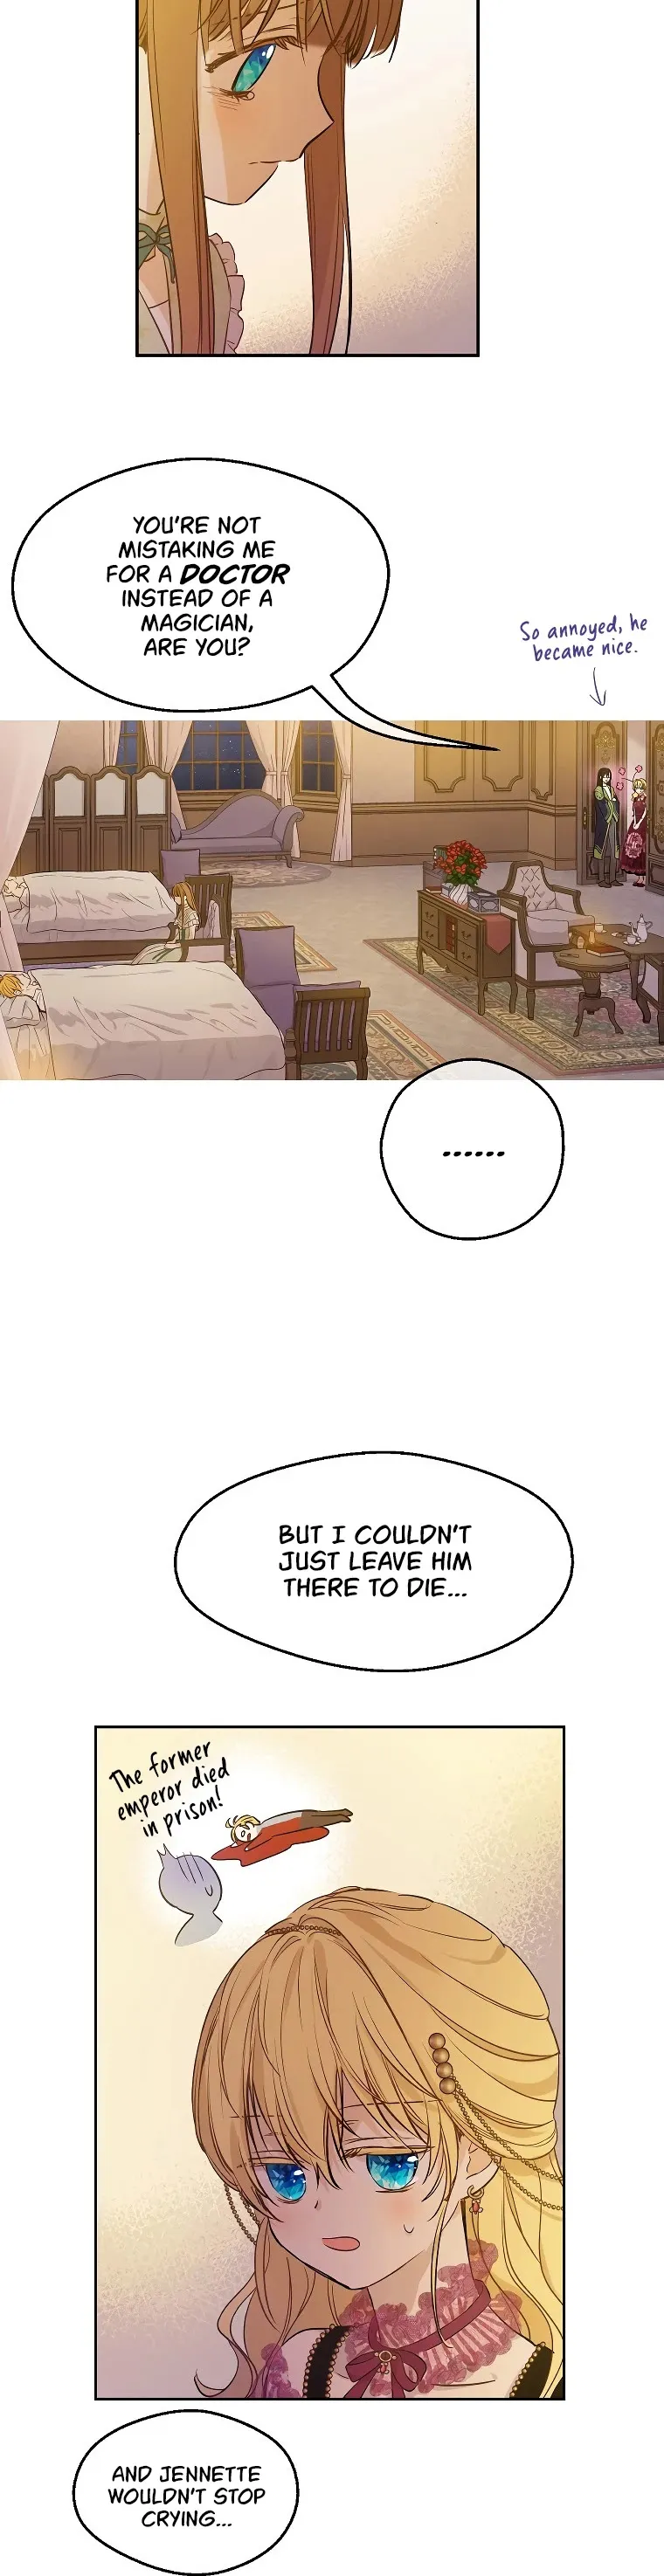 YOU'RE NOT
MISTAKING ME
FOR A DOCTOR
INSTEAD OF A
MAGICIAN,
ARE YOU?
So annoyed, he
became nice.
......
BUT I COULDN'T
JUST LEAVE HIM
THERE TO DIE...
The former
emperor died
in prison!
AND JENNETTE
WOULDN'T STOP
CRYING...